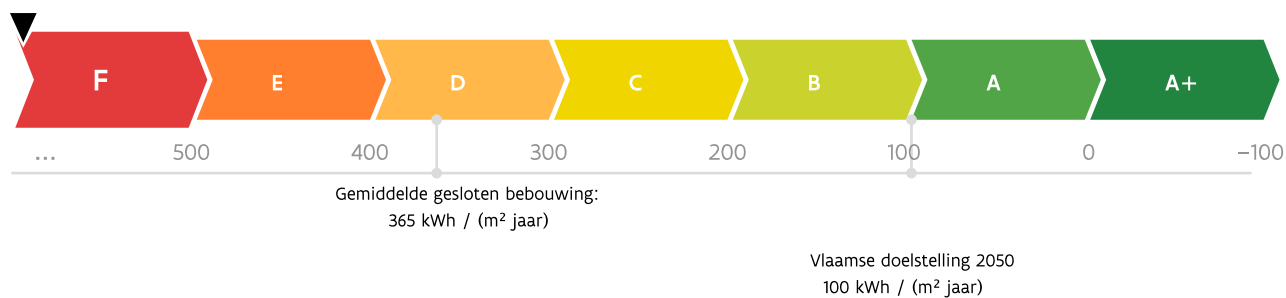 F E D C B A A+
... 500 400 300 200 100 0 −100
Gemiddelde gesloten bebouwing:
365 kWh / (m² jaar)
Vlaamse doelstelling 2050
100 kWh / (m² jaar)